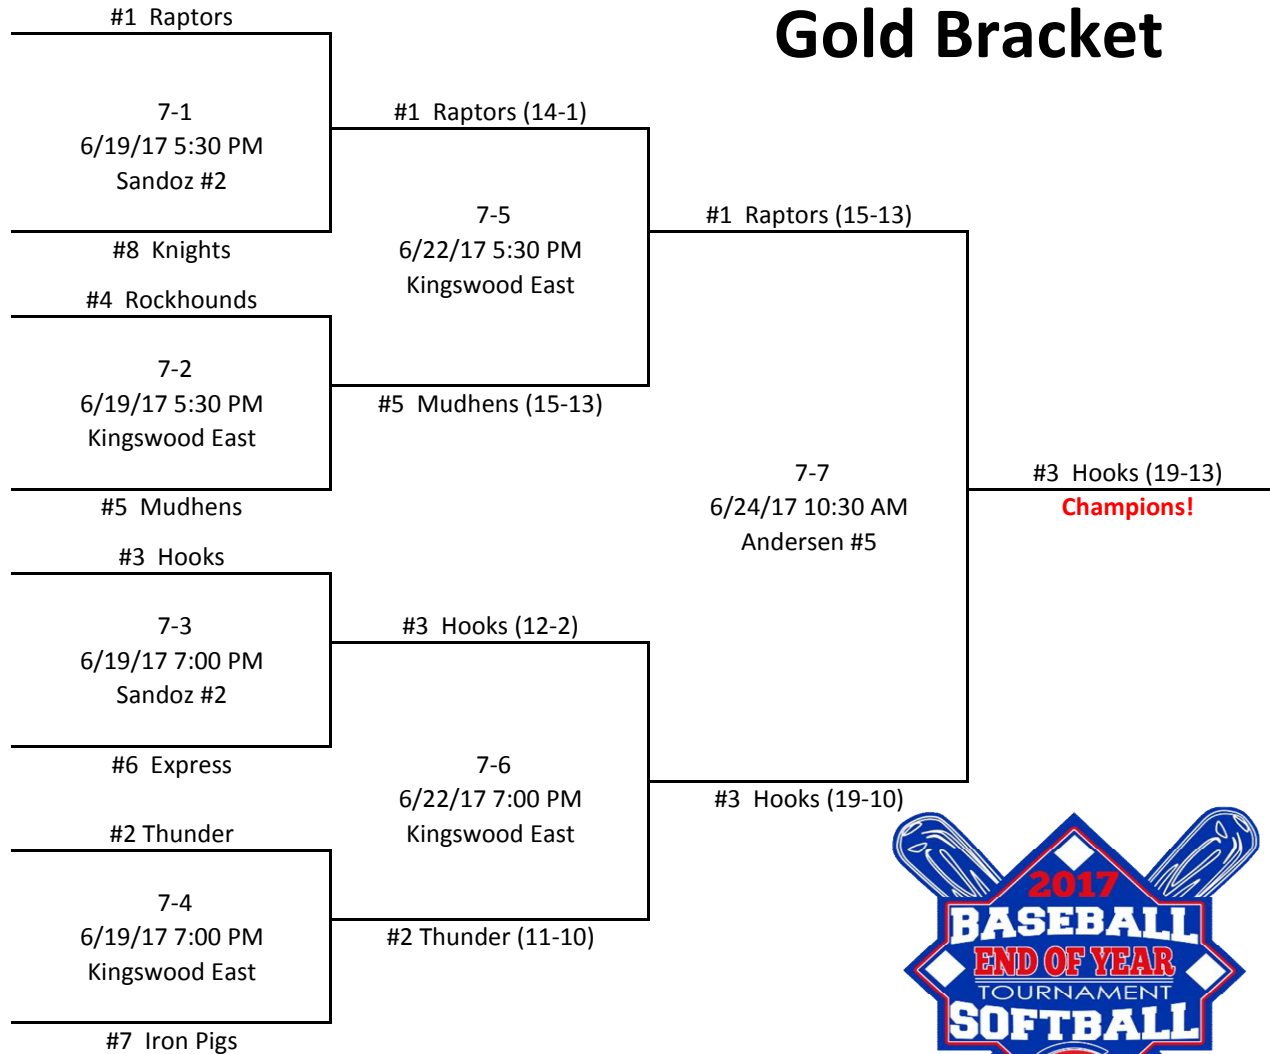 Gold Bracket
#1  Raptors
7-1
6/19/17 5:30 PM
Sandoz #2
#8  Knights
#4  Rockhounds
7-2
6/19/17 5:30 PM
Kingswood East
#5  Mudhens
#3  Hooks
7-3
6/19/17 7:00 PM
Sandoz #2
#6  Express
#2 Thunder
7-4
6/19/17 7:00 PM
Kingswood East
#7  Iron Pigs
#1  Raptors (14-1)
7-5
6/22/17 5:30 PM
Kingswood East
#5  Mudhens (15-13)
#3  Hooks (12-2)
7-6
6/22/17 7:00 PM
Kingswood East
#2 Thunder (11-10)
#1  Raptors (15-13)
7-7
6/24/17 10:30 AM
Andersen #5
#3  Hooks (19-10)
#3  Hooks (19-13)
Champions!
2017
BASEBALL
END OF YEAR
TOURNAMENT
SOFTBALL